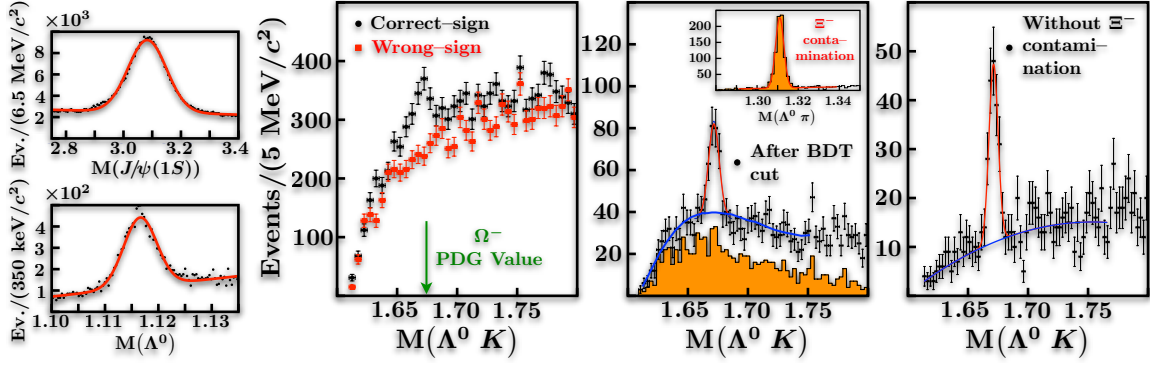 ×10³
Ev./(6.5 MeV/c²)
8
6
4
2
2.8 3.0 3.2 3.4
M(J/ψ(1S))
×10²
Ev./(350 keV/c²)
4
2
1.10 1.11 1.12 1.13
M(Λ⁰)
Events/(5 MeV/c²)
400
300
200
100
Correct–sign
Wrong–sign
Ω⁻
PDG Value
1.65 1.70 1.75
M(Λ⁰ K)
120
100
80
60
40
20
200
150
100
50
Ξ⁻
conta–
mination
1.30 1.32 1.34
M(Λ⁰ π)
After BDT
cut
1.65 1.70 1.75
M(Λ⁰ K)
50
40
30
20
10
Without Ξ⁻
contami–
nation
1.65 1.70 1.75
M(Λ⁰ K)